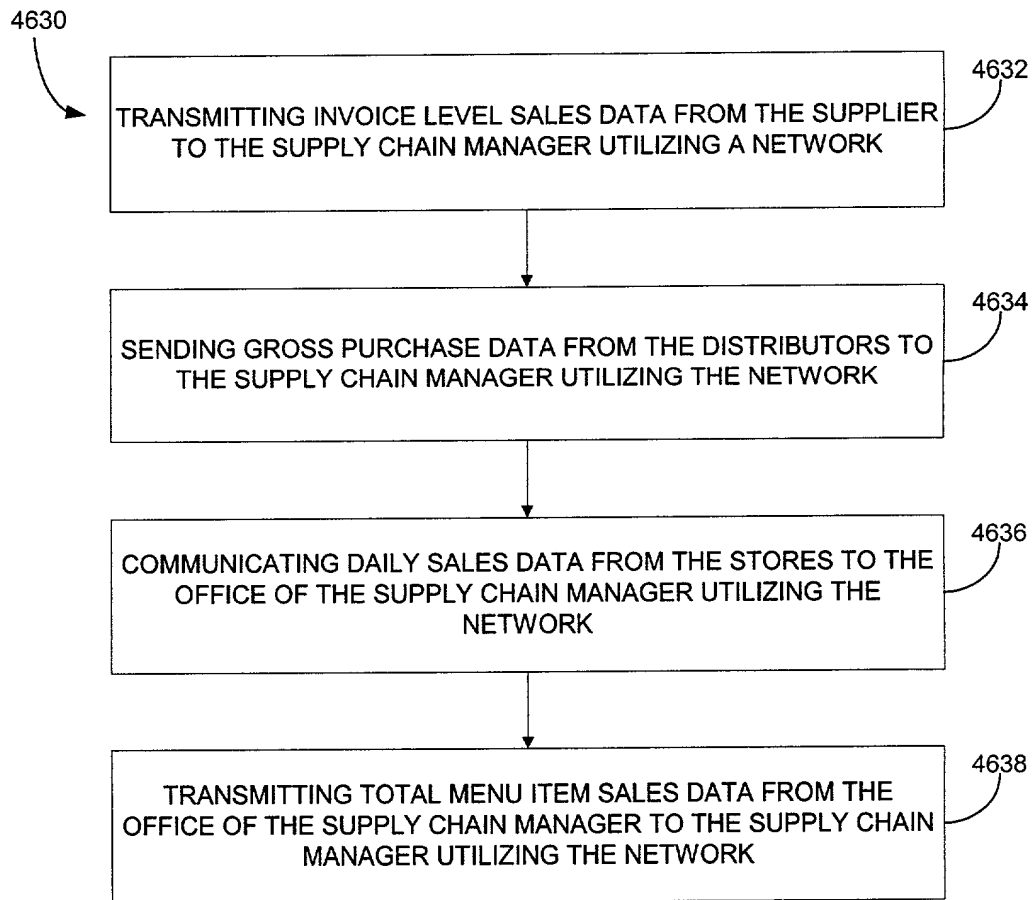 4630
4632
TRANSMITTING INVOICE LEVEL SALES DATA FROM THE SUPPLIER
TO THE SUPPLY CHAIN MANAGER UTILIZING A NETWORK
4634
SENDING GROSS PURCHASE DATA FROM THE DISTRIBUTORS TO
THE SUPPLY CHAIN MANAGER UTILIZING THE NETWORK
4636
COMMUNICATING DAILY SALES DATA FROM THE STORES TO THE
OFFICE OF THE SUPPLY CHAIN MANAGER UTILIZING THE
NETWORK
4638
TRANSMITTING TOTAL MENU ITEM SALES DATA FROM THE
OFFICE OF THE SUPPLY CHAIN MANAGER TO THE SUPPLY CHAIN
MANAGER UTILIZING THE NETWORK